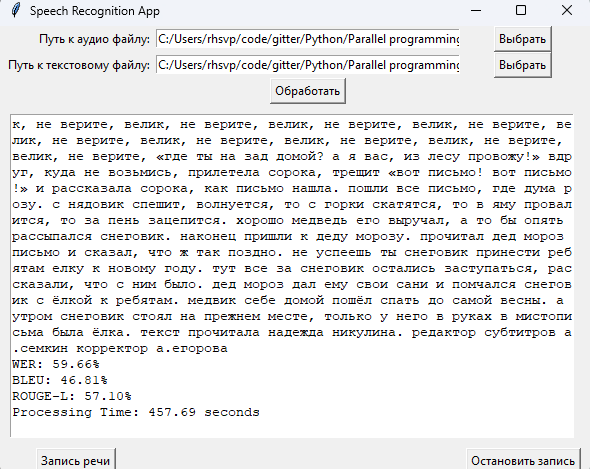 Speech Recognition App
Путь к аудио файлу: C:/Users/rhsvp/code/gitter/Python/Parallel programming Выбрать
Путь к текстовому файлу: C:/Users/rhsvp/code/gitter/Python/Parallel programming Выбрать
Обработать
к, не верите, велик, не верите, велик, не верите, велик, не верите, ве
лик, не верите, велик, не верите, велик, не верите, велик, не верите,
велик, не верите, «где ты на зад домой? а я вас, из лесу провожу!» вдр
уг, куда не возьмись, прилетела сорока, трещит «вот письмо! вот письмо
!» и рассказала сорока, как письмо нашла. пошли все письмо, где дума р
озу. с нядовик спешит, волнуется, то с горки скатятся, то в яму провал
ится, то за пень зацепится. хорошо медведь его выручал, а то бы опять
рассыпался снеговик. наконец пришли к деду морозу. прочитал дед мороз
письмо и сказал, что ж так поздно. не успеешь ты снеговик принести реб
ятам елку к новому году. тут все за снеговик остались заступаться, рас
сказали, что с ним было. дед мороз дал ему свои сани и помчался снегов
ик с ёлкой к ребятам. медвик себе домой пошёл спать до самой весны. а
утром снеговик стоял на прежнем месте, только у него в руках в мистопи
сьма была ёлка. текст прочитала надежда никулина. редактор субтитров а
.семкин корректор а.егорова
WER: 59.66%
BLEU: 46.81%
ROUGE-L: 57.10%
Processing Time: 457.69 seconds
Запись речи Остановить запись